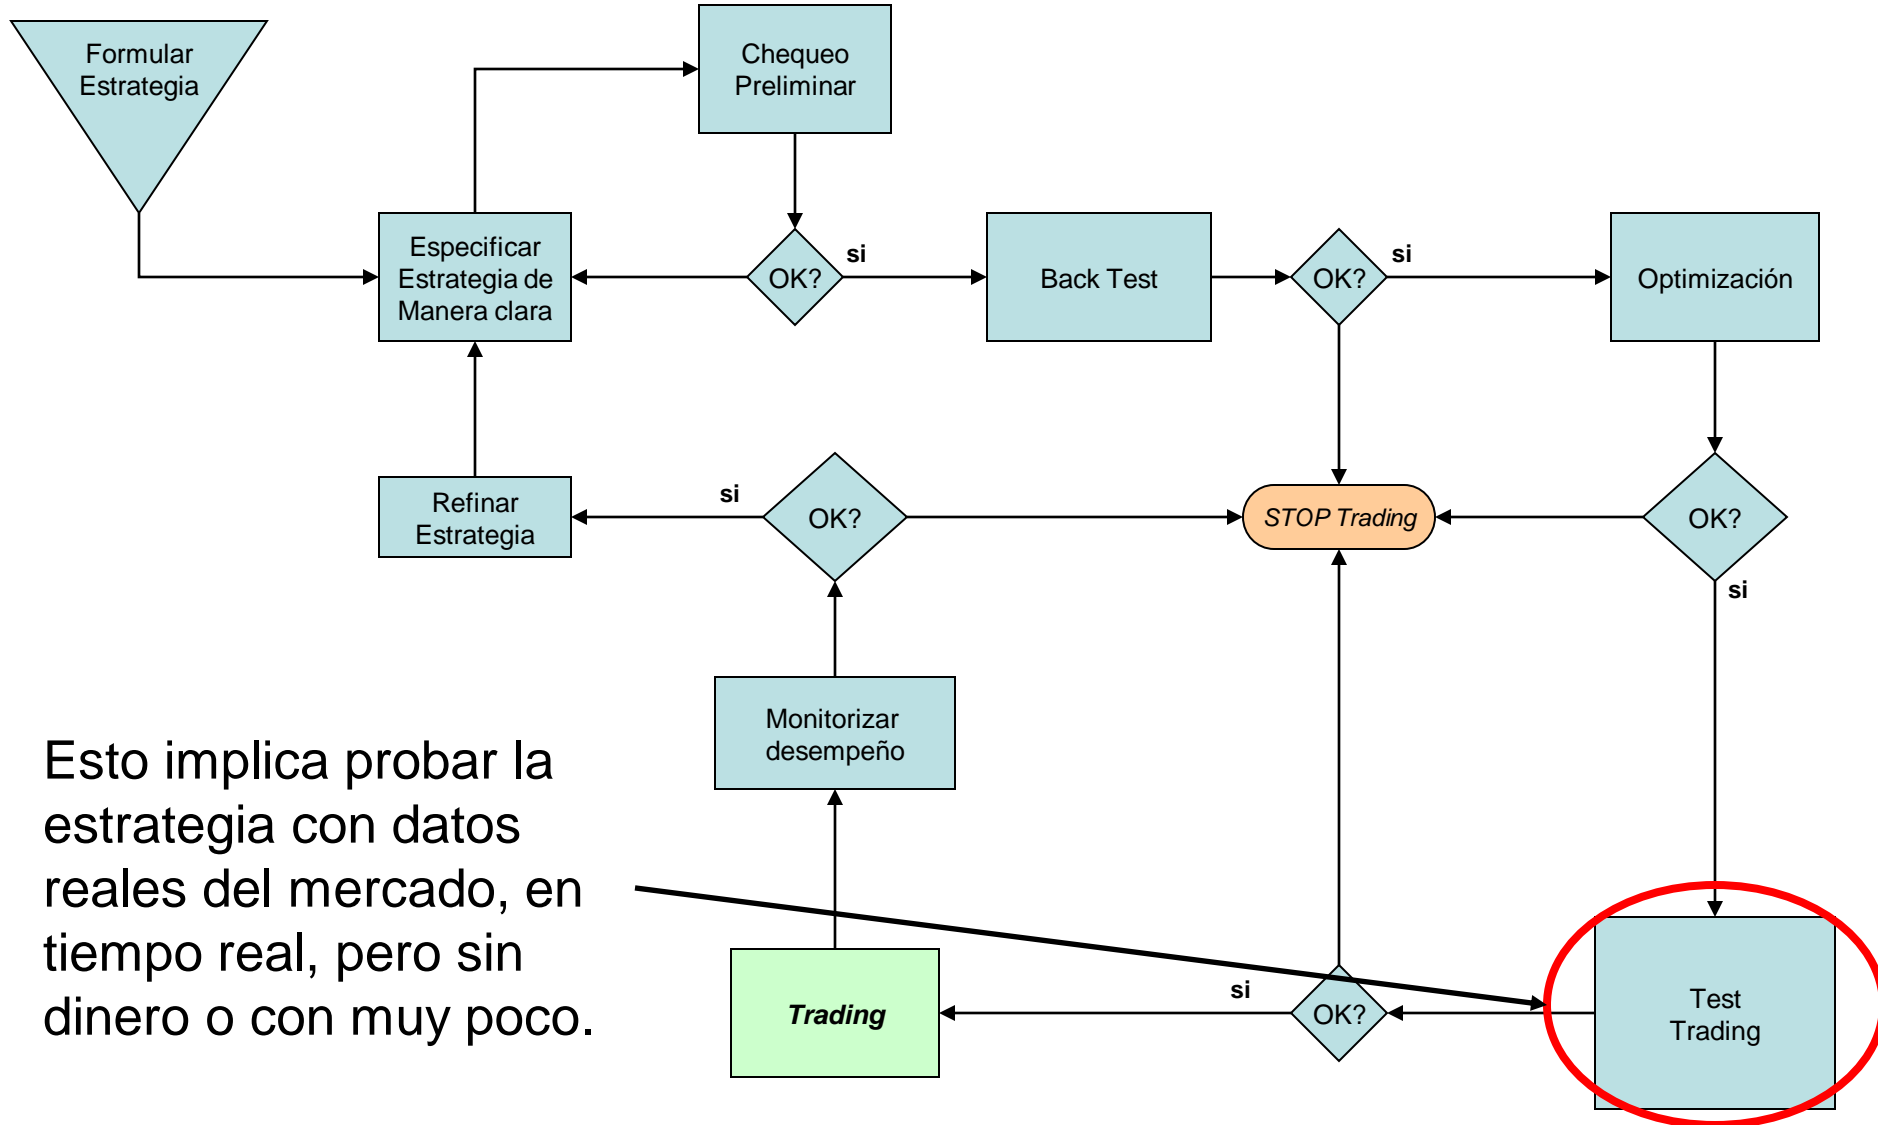 Formular
Estrategia
Chequeo
Preliminar
Especificar
Estrategia de
Manera clara
OK?
si
Back Test
OK?
si
Optimización
Refinar
Estrategia
si
OK?
STOP Trading
OK?
si
Monitorizar
desempeño
Esto implica probar la
estrategia con datos
reales del mercado, en
tiempo real, pero sin
dinero o con muy poco.
Trading
si
OK?
Test
Trading